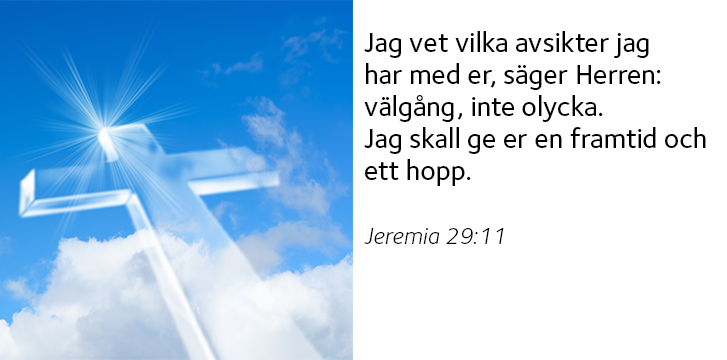 Jag vet vilka avsikter jag
har med er, säger Herren:
välgång, inte olycka.
Jag skall ge er en framtid och
ett hopp.
Jeremia 29:11